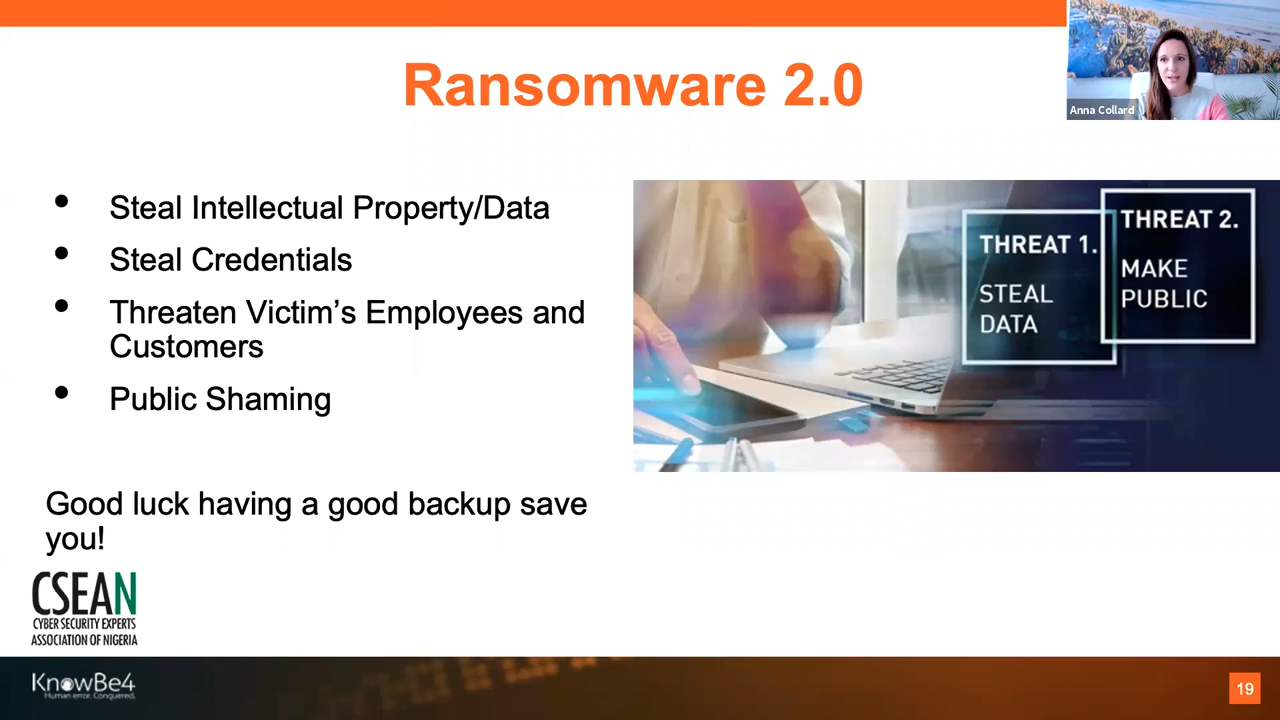 Ransomware 2.0
Anna Collard
• Steal Intellectual Property/Data
• Steal Credentials
• Threaten Victim’s Employees and
Customers
• Public Shaming
THREAT 1.
STEAL
DATA
THREAT 2.
MAKE
PUBLIC
Good luck having a good backup save
you!
CSEAN
CYBER SECURITY EXPERTS
ASSOCIATION OF NIGERIA
KnowBe4
Human error. Conquered.
19